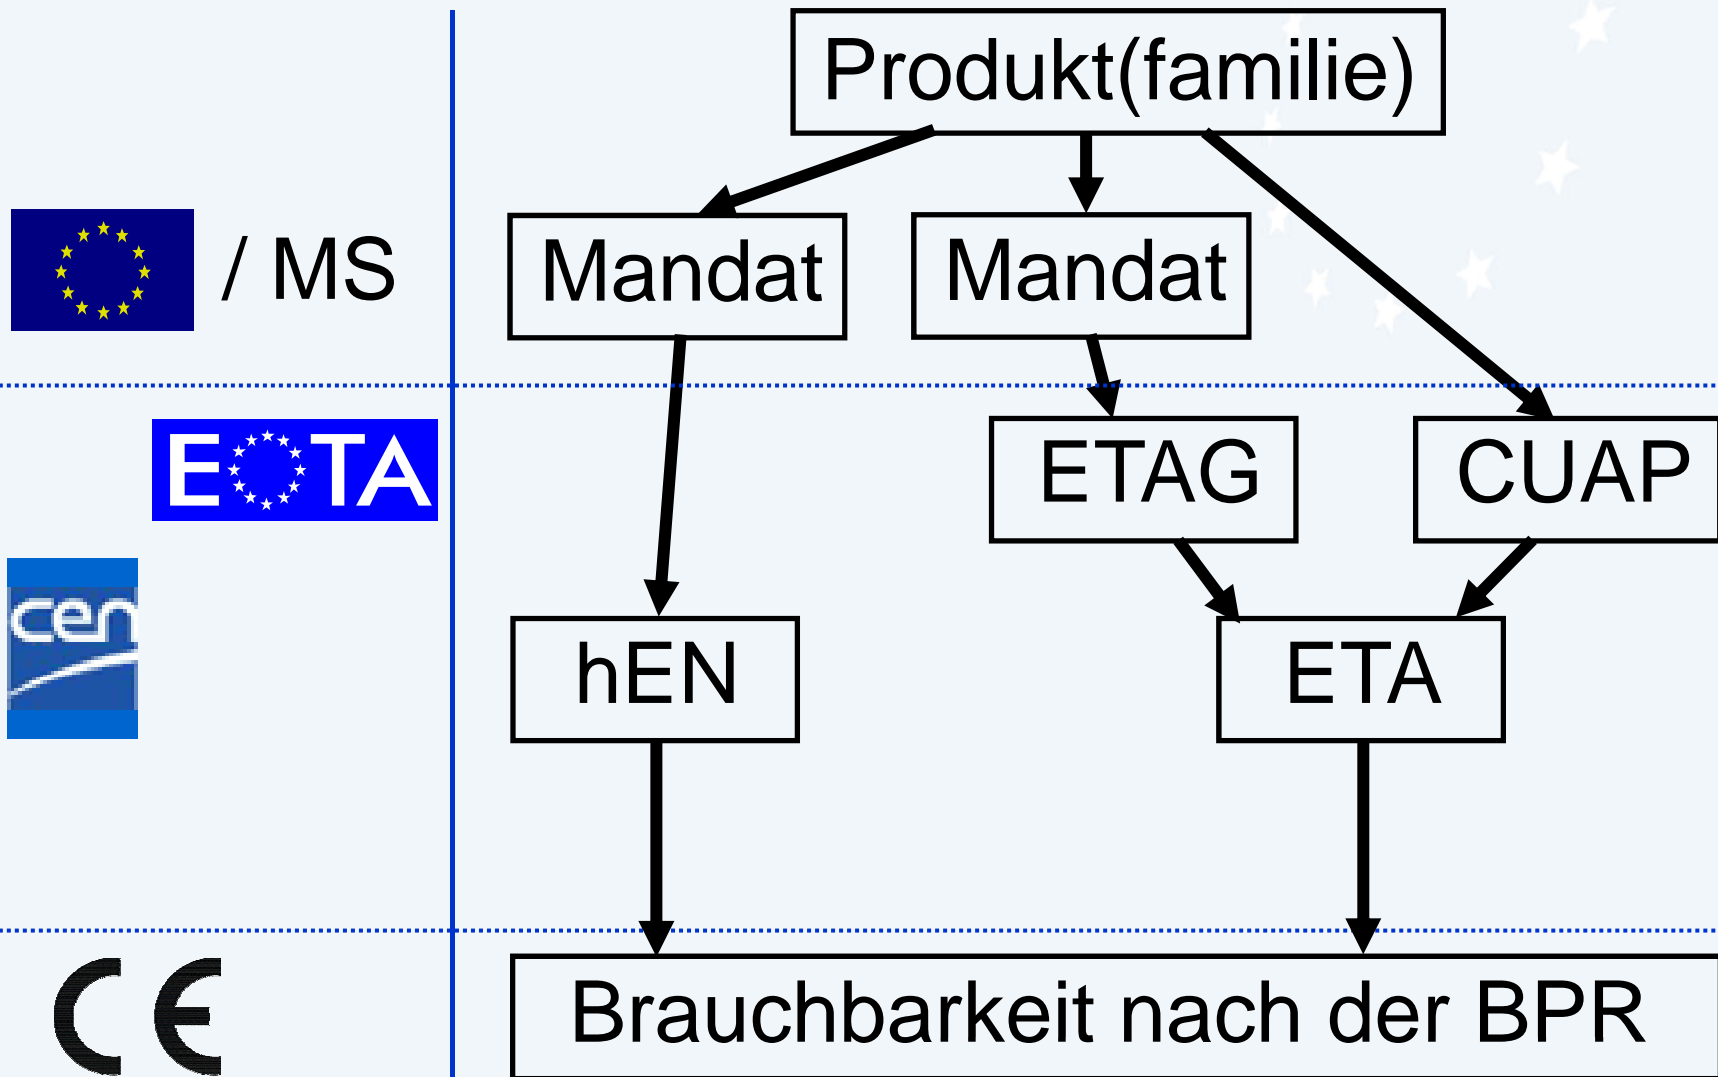 Produkt(familie)
/ MS
Mandat
Mandat
EOTA
ETAG
CUAP
cen
hEN
ETA
CE
Brauchbarkeit nach der BPR